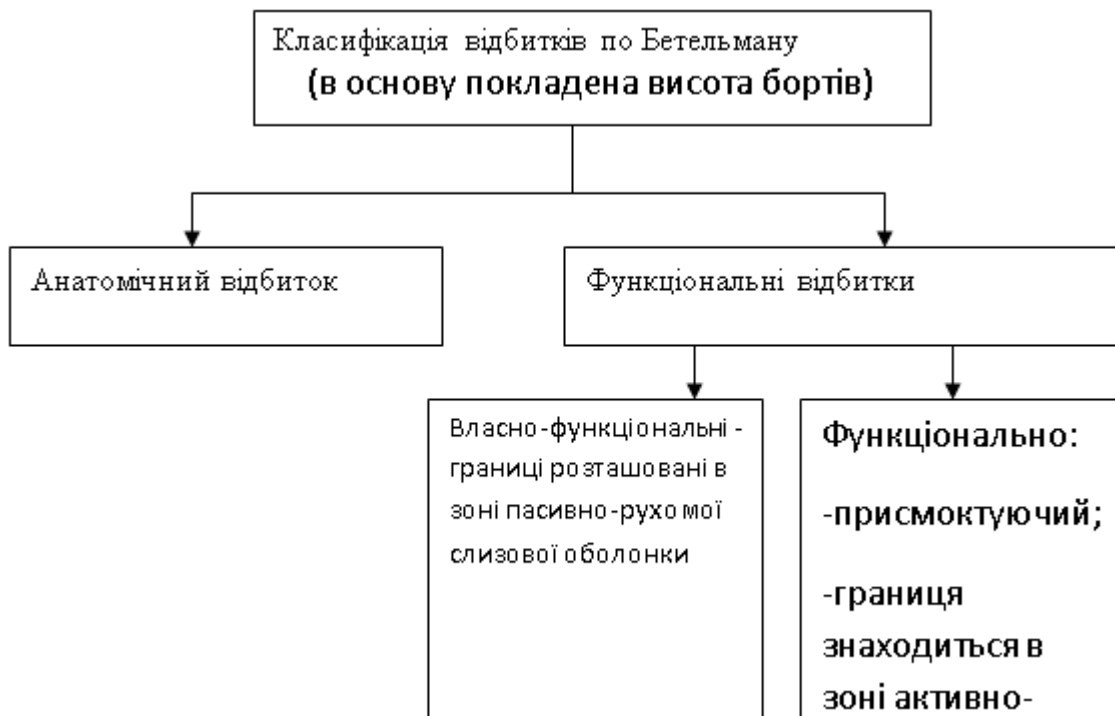 Класифікація відбитків по Бетельману
(в основу покладена висота бортів)
Анатомічний відбиток
Функціональні відбитки
Власно-функціональні -
границі розташовані в
зоні пасивно-рухомої
слизової оболонки
Функціонально:
-присмоктуючий;
-границя
знаходиться в
зоні активно-